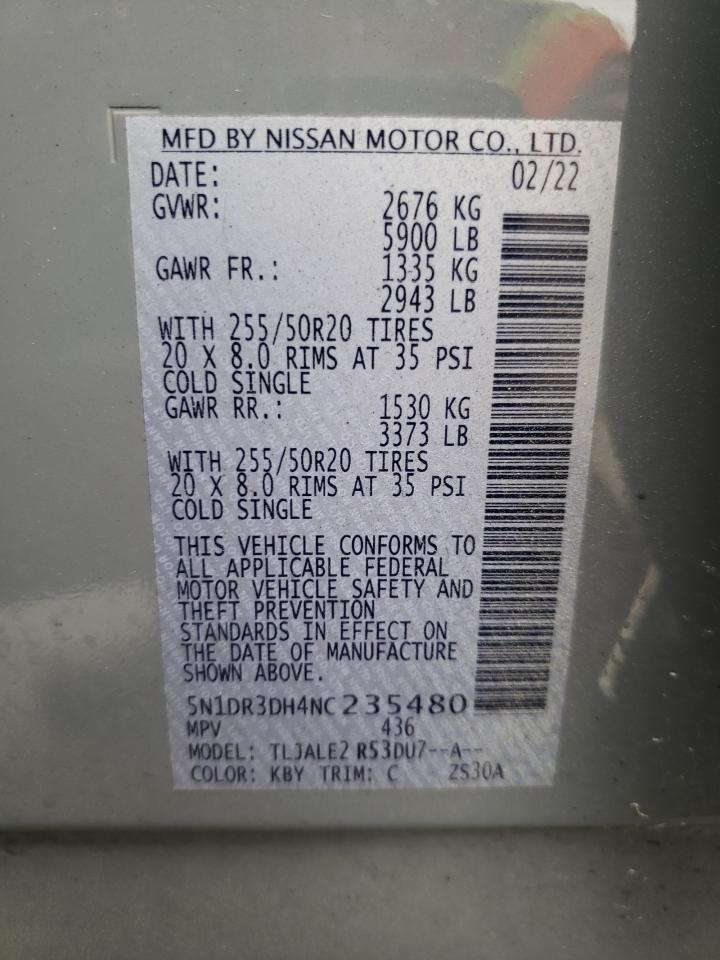 MFD BY NISSAN MOTOR CO., LTD.
DATE: 02/22
GVWR: 2676 KG
5900 LB
GAWR FR.: 1335 KG
2943 LB
WITH 255/50R20 TIRES
20 X 8.0 RIMS AT 35 PSI
COLD SINGLE
GAWR RR.: 1530 KG
3373 LB
WITH 255/50R20 TIRES
20 X 8.0 RIMS AT 35 PSI
COLD SINGLE
THIS VEHICLE CONFORMS TO
ALL APPLICABLE FEDERAL
MOTOR VEHICLE SAFETY AND
THEFT PREVENTION
STANDARDS IN EFFECT ON
THE DATE OF MANUFACTURE
SHOWN ABOVE.
5N1DR3DH4NC235480
MPV 436
MODEL: TLJALE2 R53DU7--A--
COLOR: KBY TRIM: C ZS30A